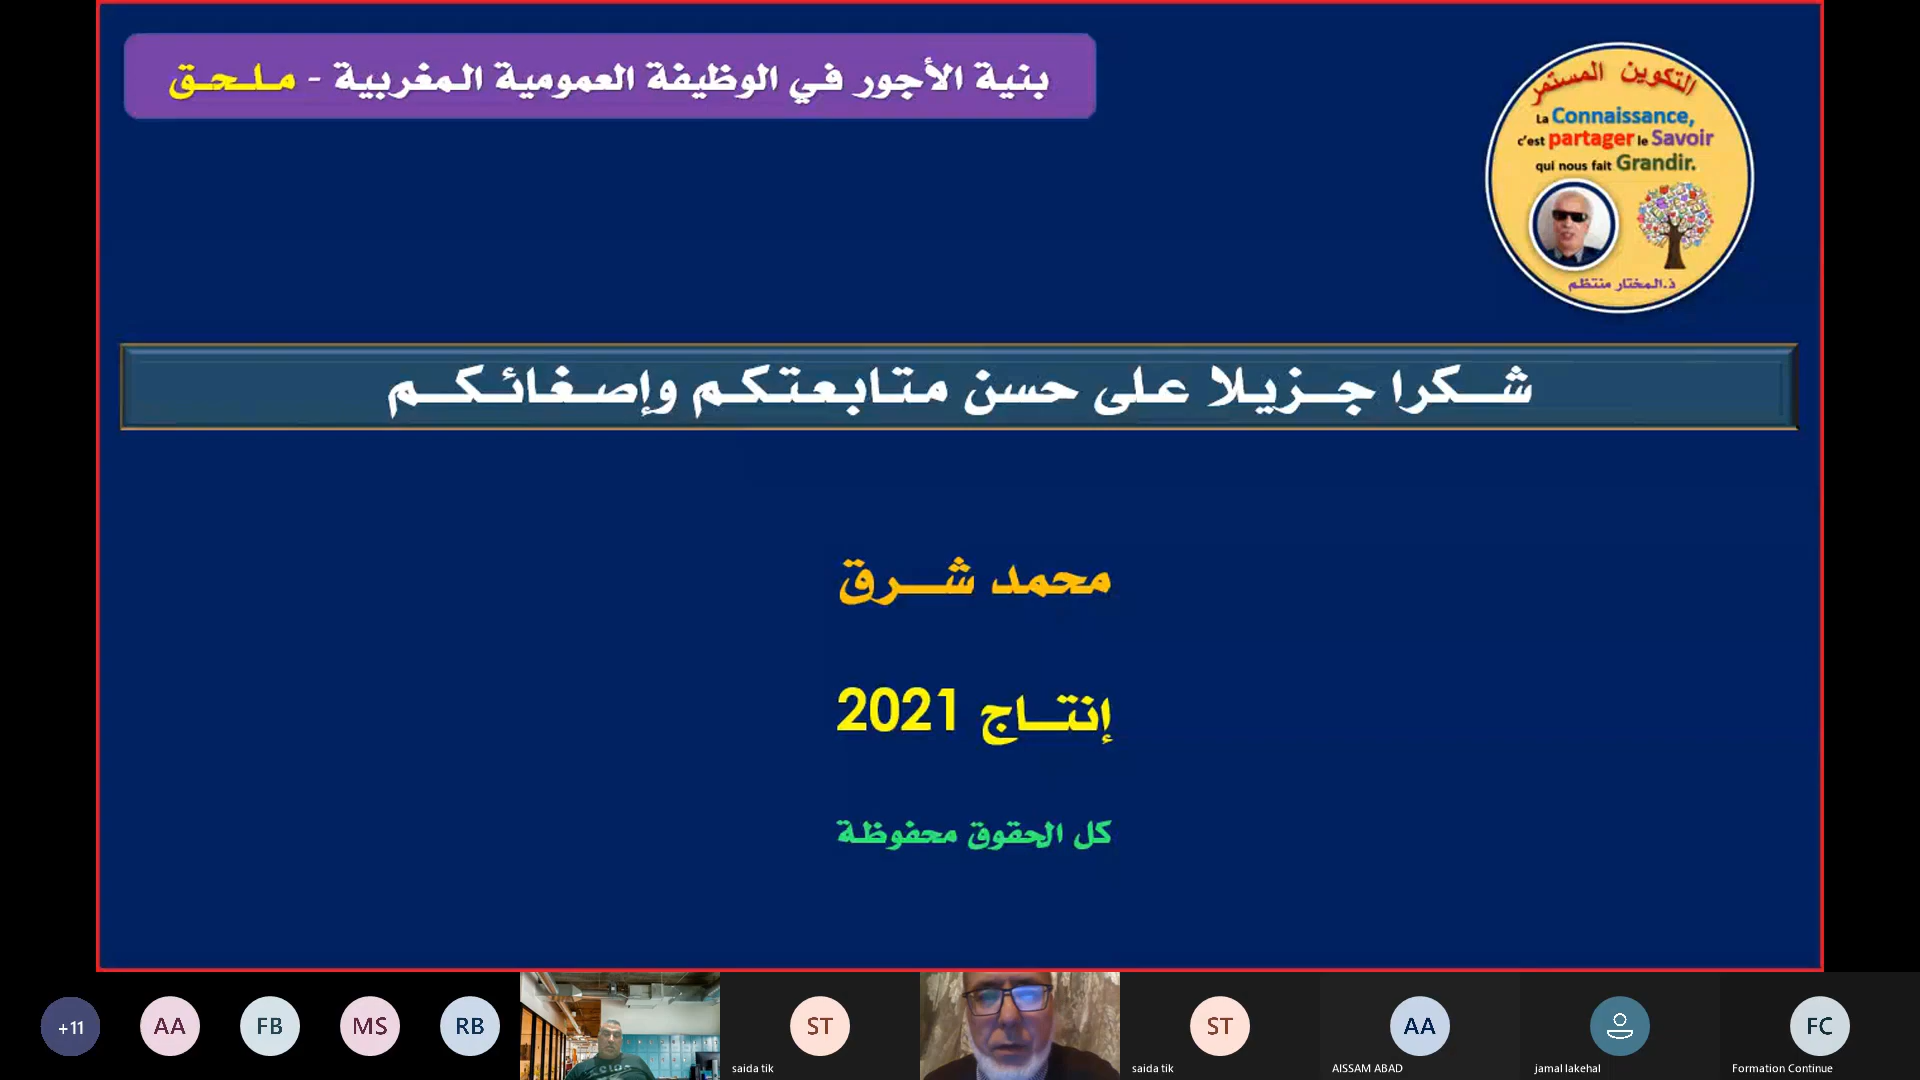 بنية الأجور في الوظيفة العمومية المغربية - ملحق
التكوين المستمر
La Connaissance,
c'est partager le Savoir
qui nous fait Grandir.
ذ.المختار منتظم
شكرا جزيلا على حسن متابعتكم وإصغائكم
محمد شرق
إنتاج 2021
كل الحقوق محفوظة
+11
AA
FB
MS
RB
ST
saida tik
ST
saida tik
AA
AISSAM ABAD
jamal lakehal
FC
Formation Continue